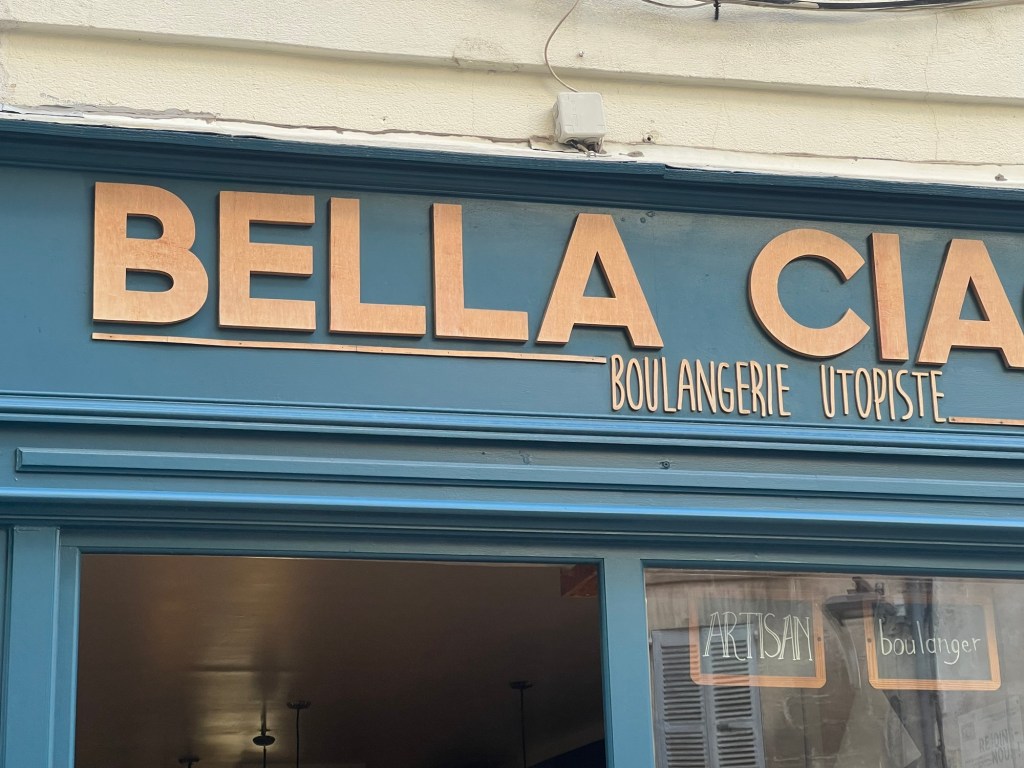 BELLA CIA
BOULANGERIE UTOPISTE
ARTISAN
boulanger